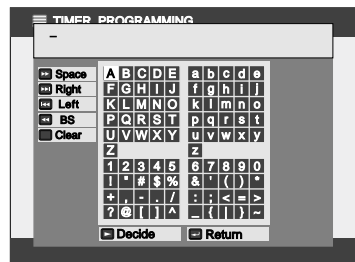 TIMER PROGRAMMING
_
Space A B C D E a b c d e
Right F G H I J f g h i j
Left K L M N O k l m n o
BS P Q R S T p q r s t
Clear U V W X Y u v w x y
Z z
1 2 3 4 5 6 7 8 9 0
! " # $ % & ' ( ) *
+ , - . / : ; < = >
? @ [ ] ^ _ { | } ~
Decide Return